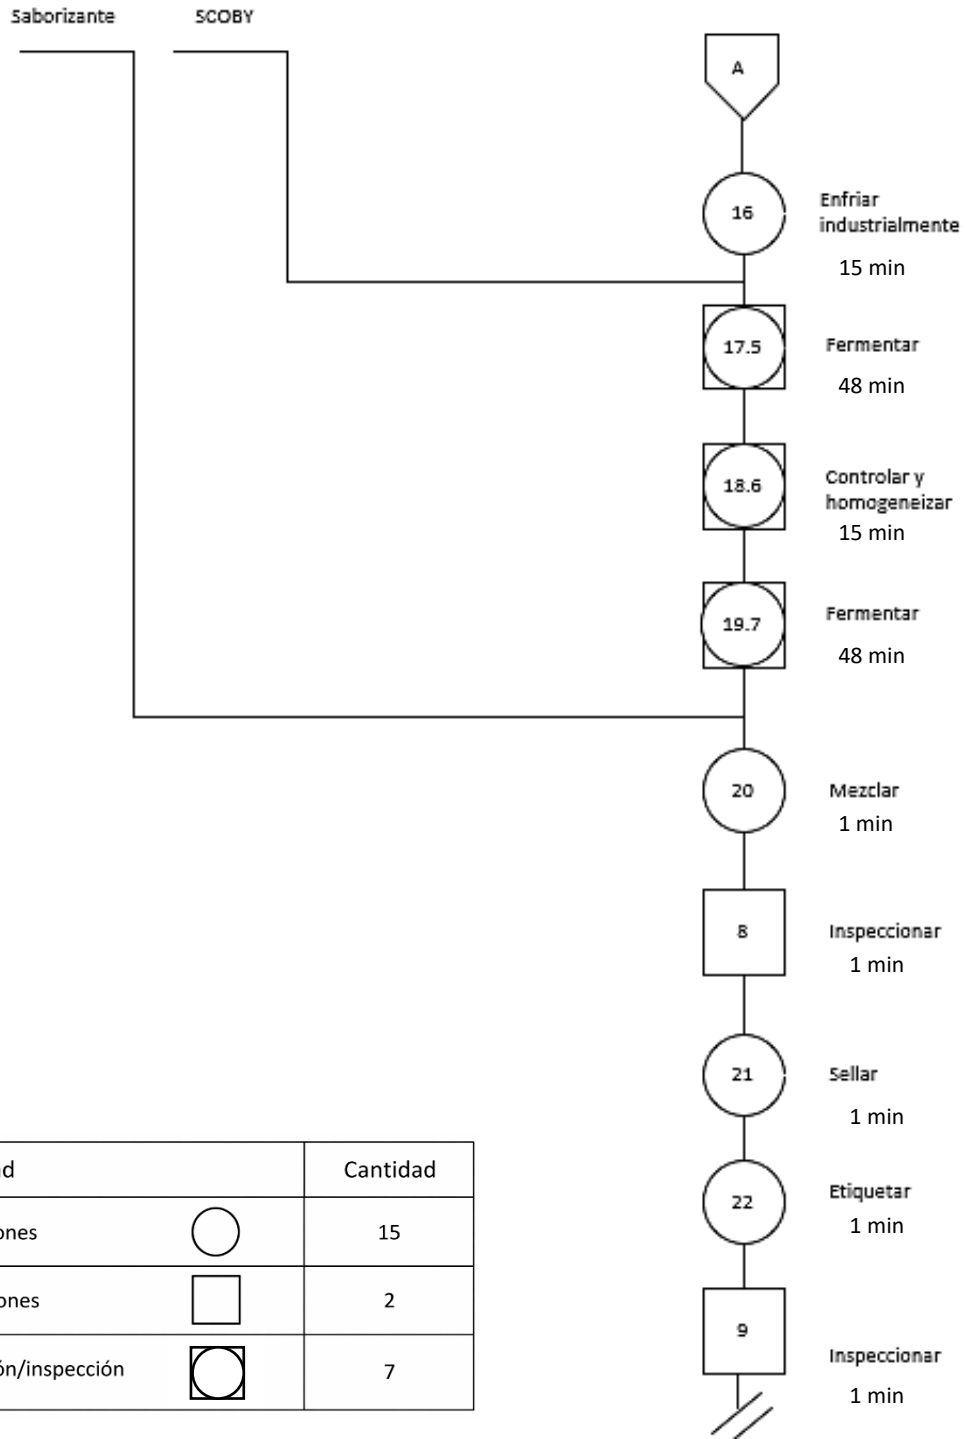 Saborizante
SCOBY
A
16
Enfriar
industrialmente
15 min
17.5
Fermentar
48 min
18.6
Controlar y
homogeneizar
15 min
19.7
Fermentar
48 min
20
Mezclar
1 min
8
Inspeccionar
1 min
21
Sellar
1 min
22
Etiquetar
1 min
9
Inspeccionar
1 min
Cantidad
15
2
7
ón/inspección